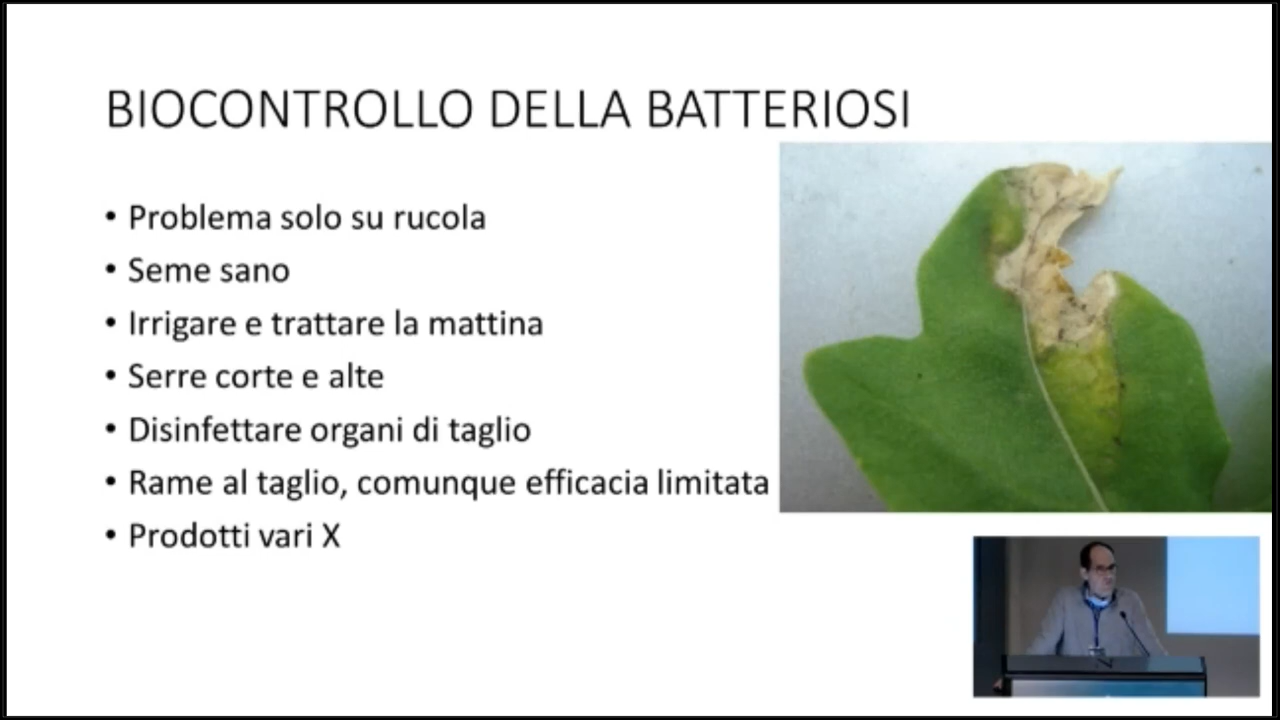 BIOCONTROLLO DELLA BATTERIOSI
• Problema solo su rucola
• Seme sano
• Irrigare e trattare la mattina
• Serre corte e alte
• Disinfettare organi di taglio
• Rame al taglio, comunque efficacia limitata
• Prodotti vari X